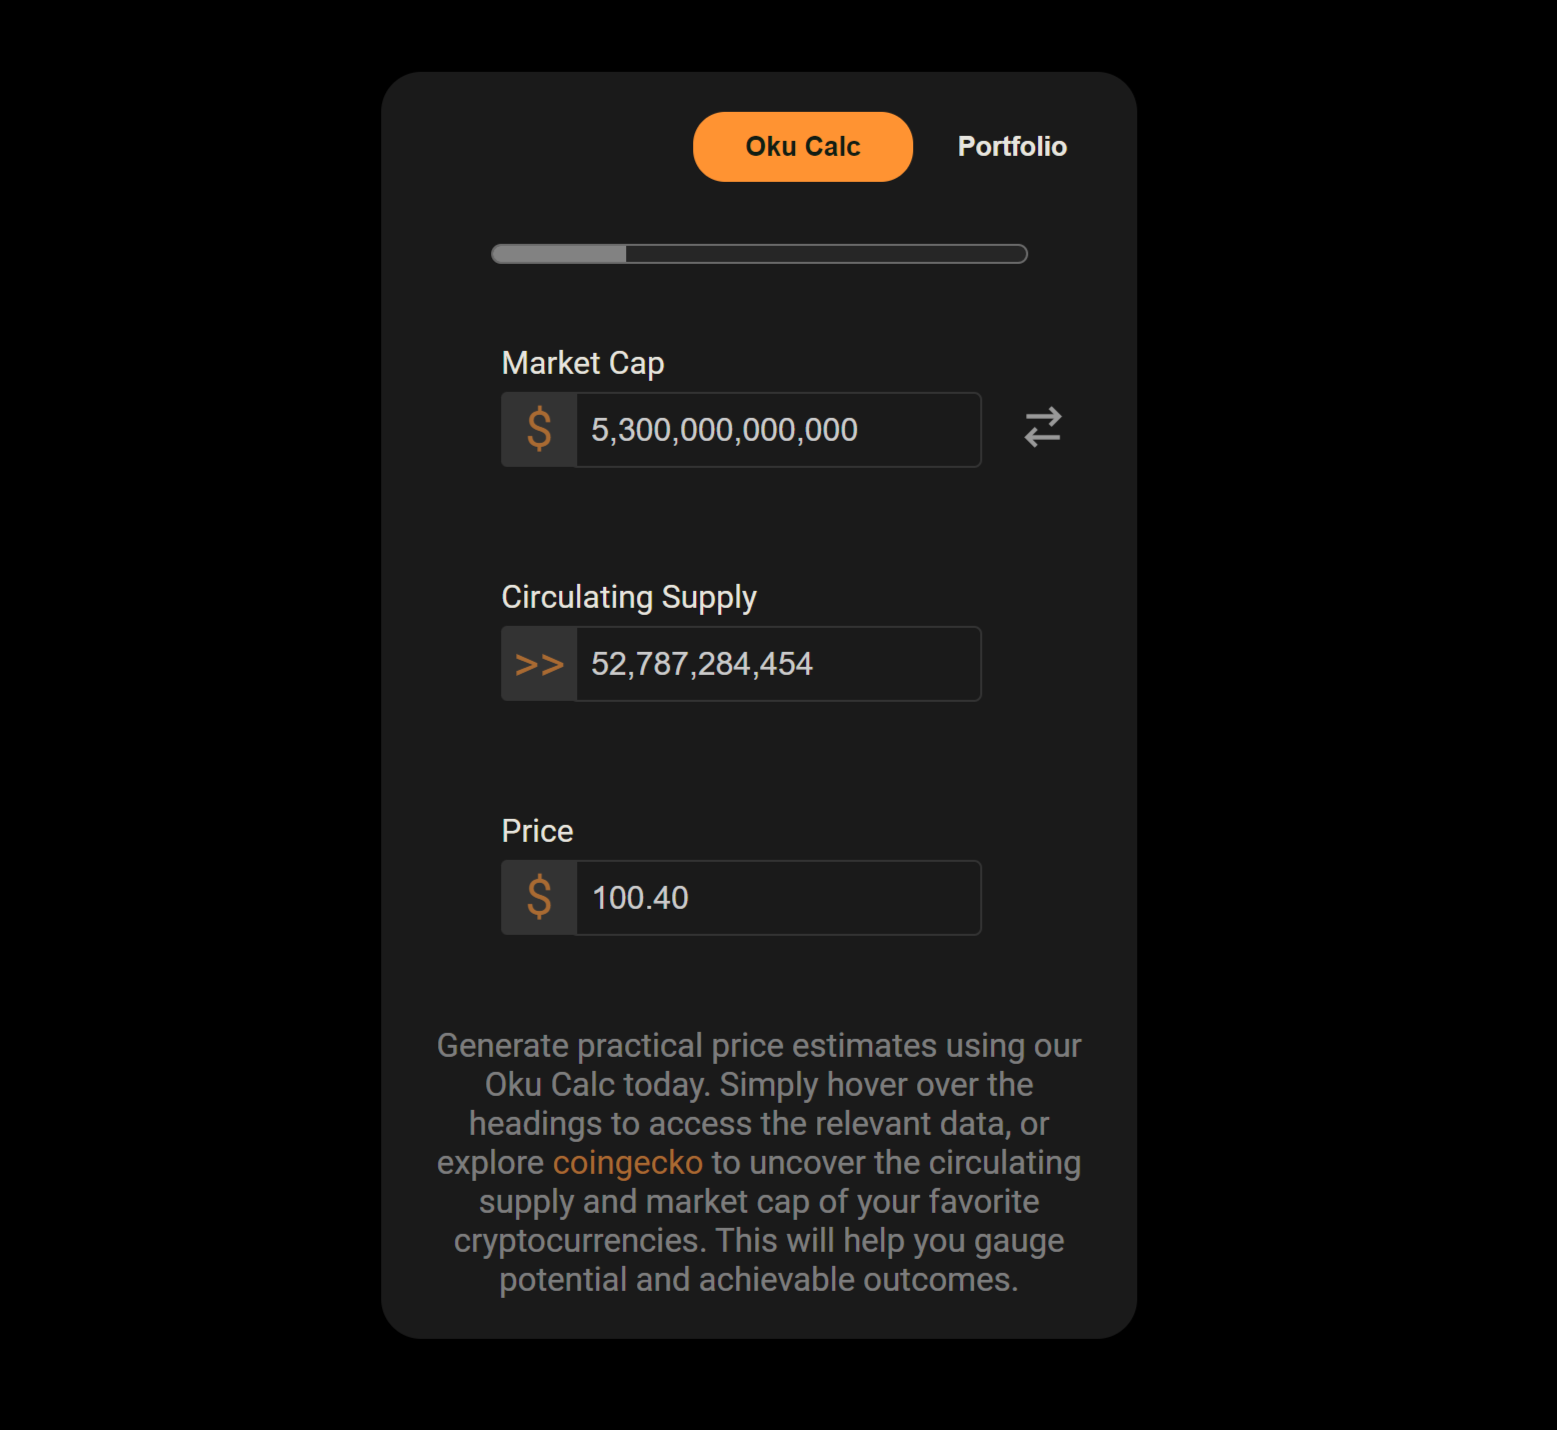 Oku Calc
Portfolio
Market Cap
$ 5,300,000,000,000
Circulating Supply
>> 52,787,284,454
Price
$ 100.40
Generate practical price estimates using our
Oku Calc today. Simply hover over the
headings to access the relevant data, or
explore coingecko to uncover the circulating
supply and market cap of your favorite
cryptocurrencies. This will help you gauge
potential and achievable outcomes.